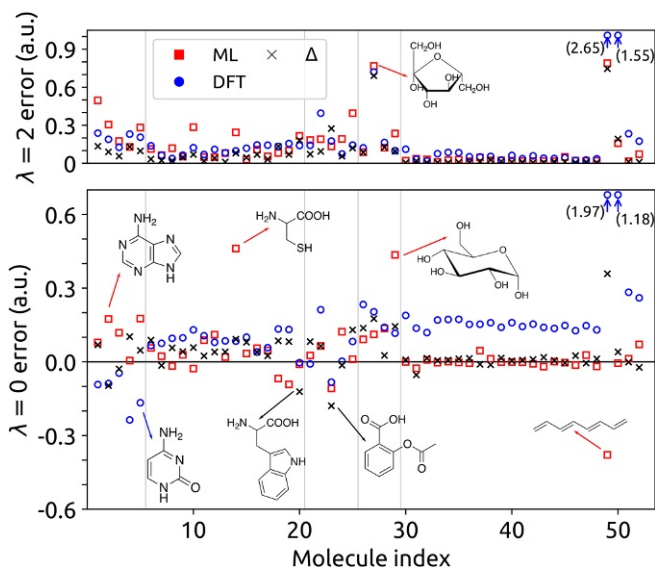 0.9
0.6
0.3
0
λ = 2 error (a.u.)
ML × Δ
DFT
CH₂OH
O
OH
OH
CH₂OH
OH
(2.65)
(1.55)
0.6
0.3
0.0
-0.3
-0.6
λ = 0 error (a.u.)
NH₂
N
N
N
N
H
H₂N
COOH
SH
OH
O
HO
HO
OH
OH
(1.97)
(1.18)
NH₂
N
N
H
O
COOH
H₂N
NH
O
OH
O
O
10
20
30
40
50
Molecule index